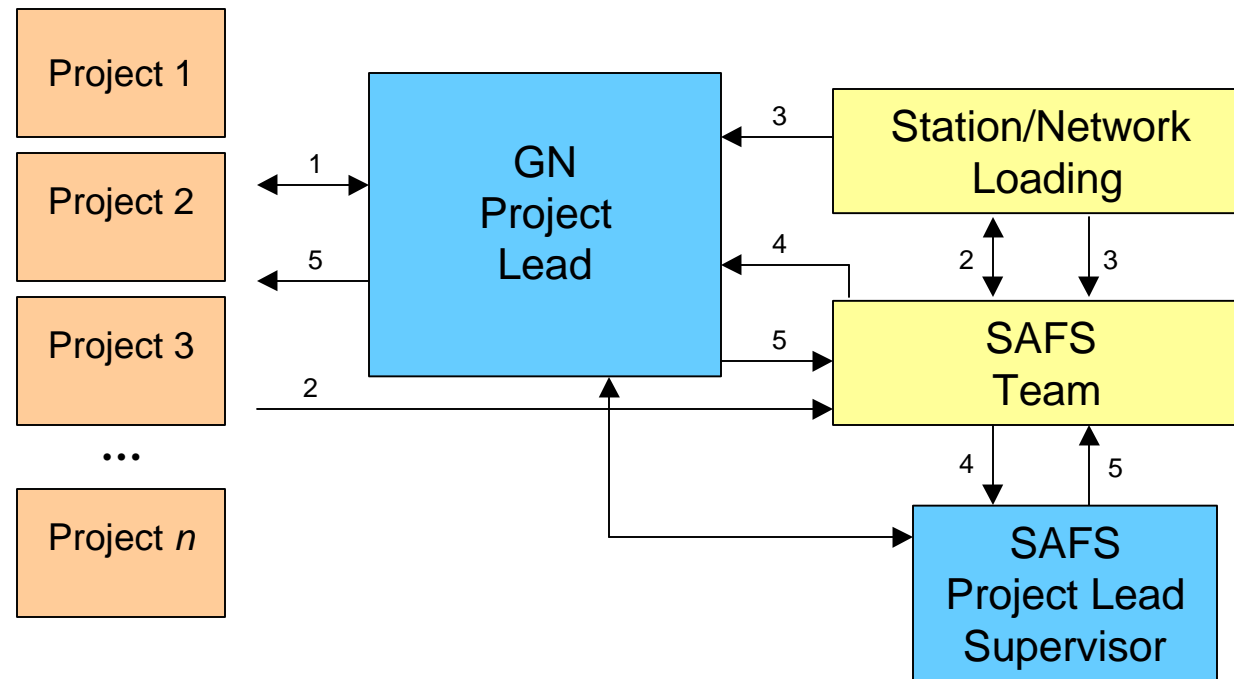 Project 1
Project 2
Project 3
...
Project n
GN
Project
Lead
Station/Network
Loading
SAFS
Team
SAFS
Project Lead
Supervisor
1
5
2
3
4
5
2
3
4
5